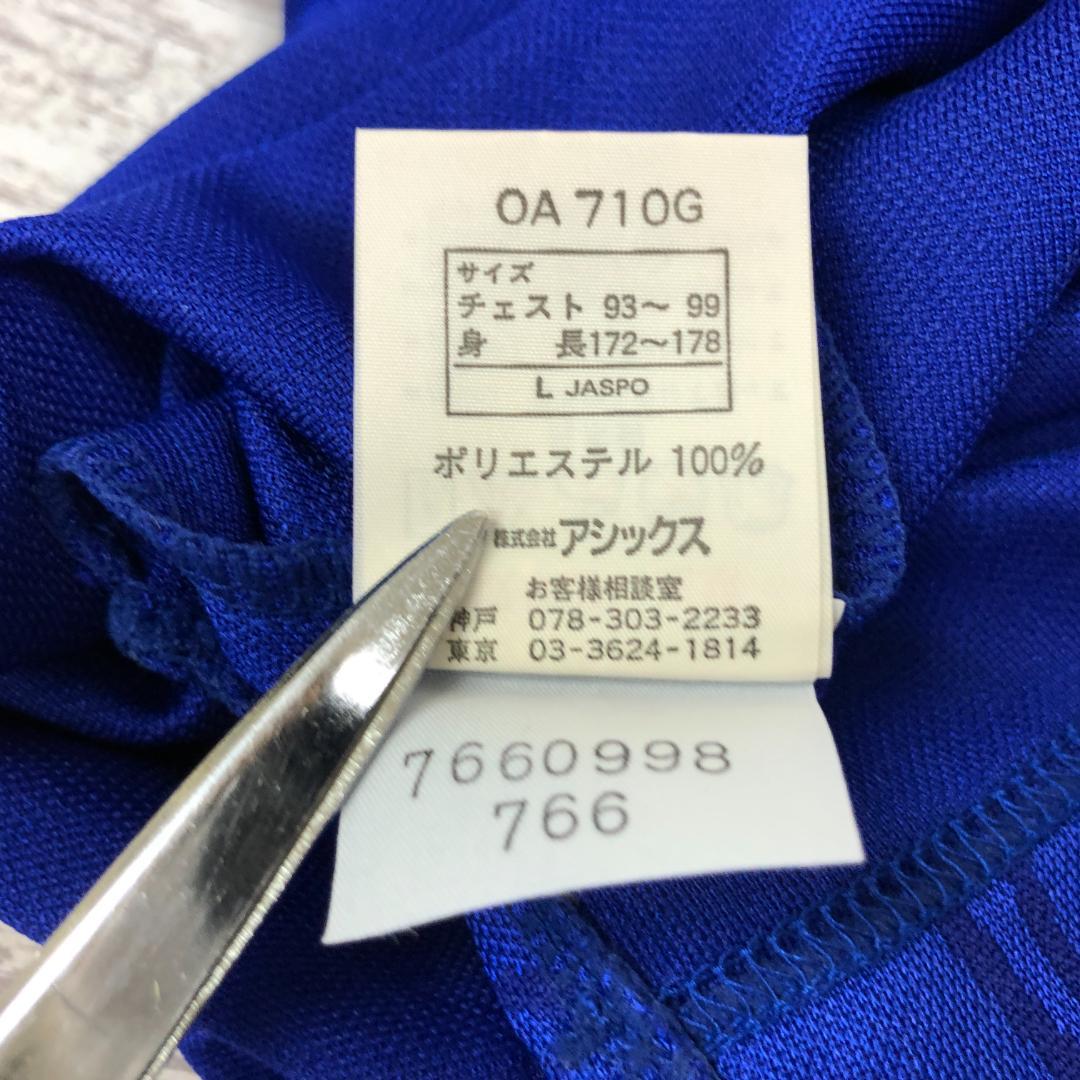 OA 710G
サイズ
チェスト 93～ 99
身 長172～178
L JASPO
ポリエステル 100%
株式会社アシックス
お客様相談室
神戸 078-303-2233
東京 03-3624-1814
7660998
766